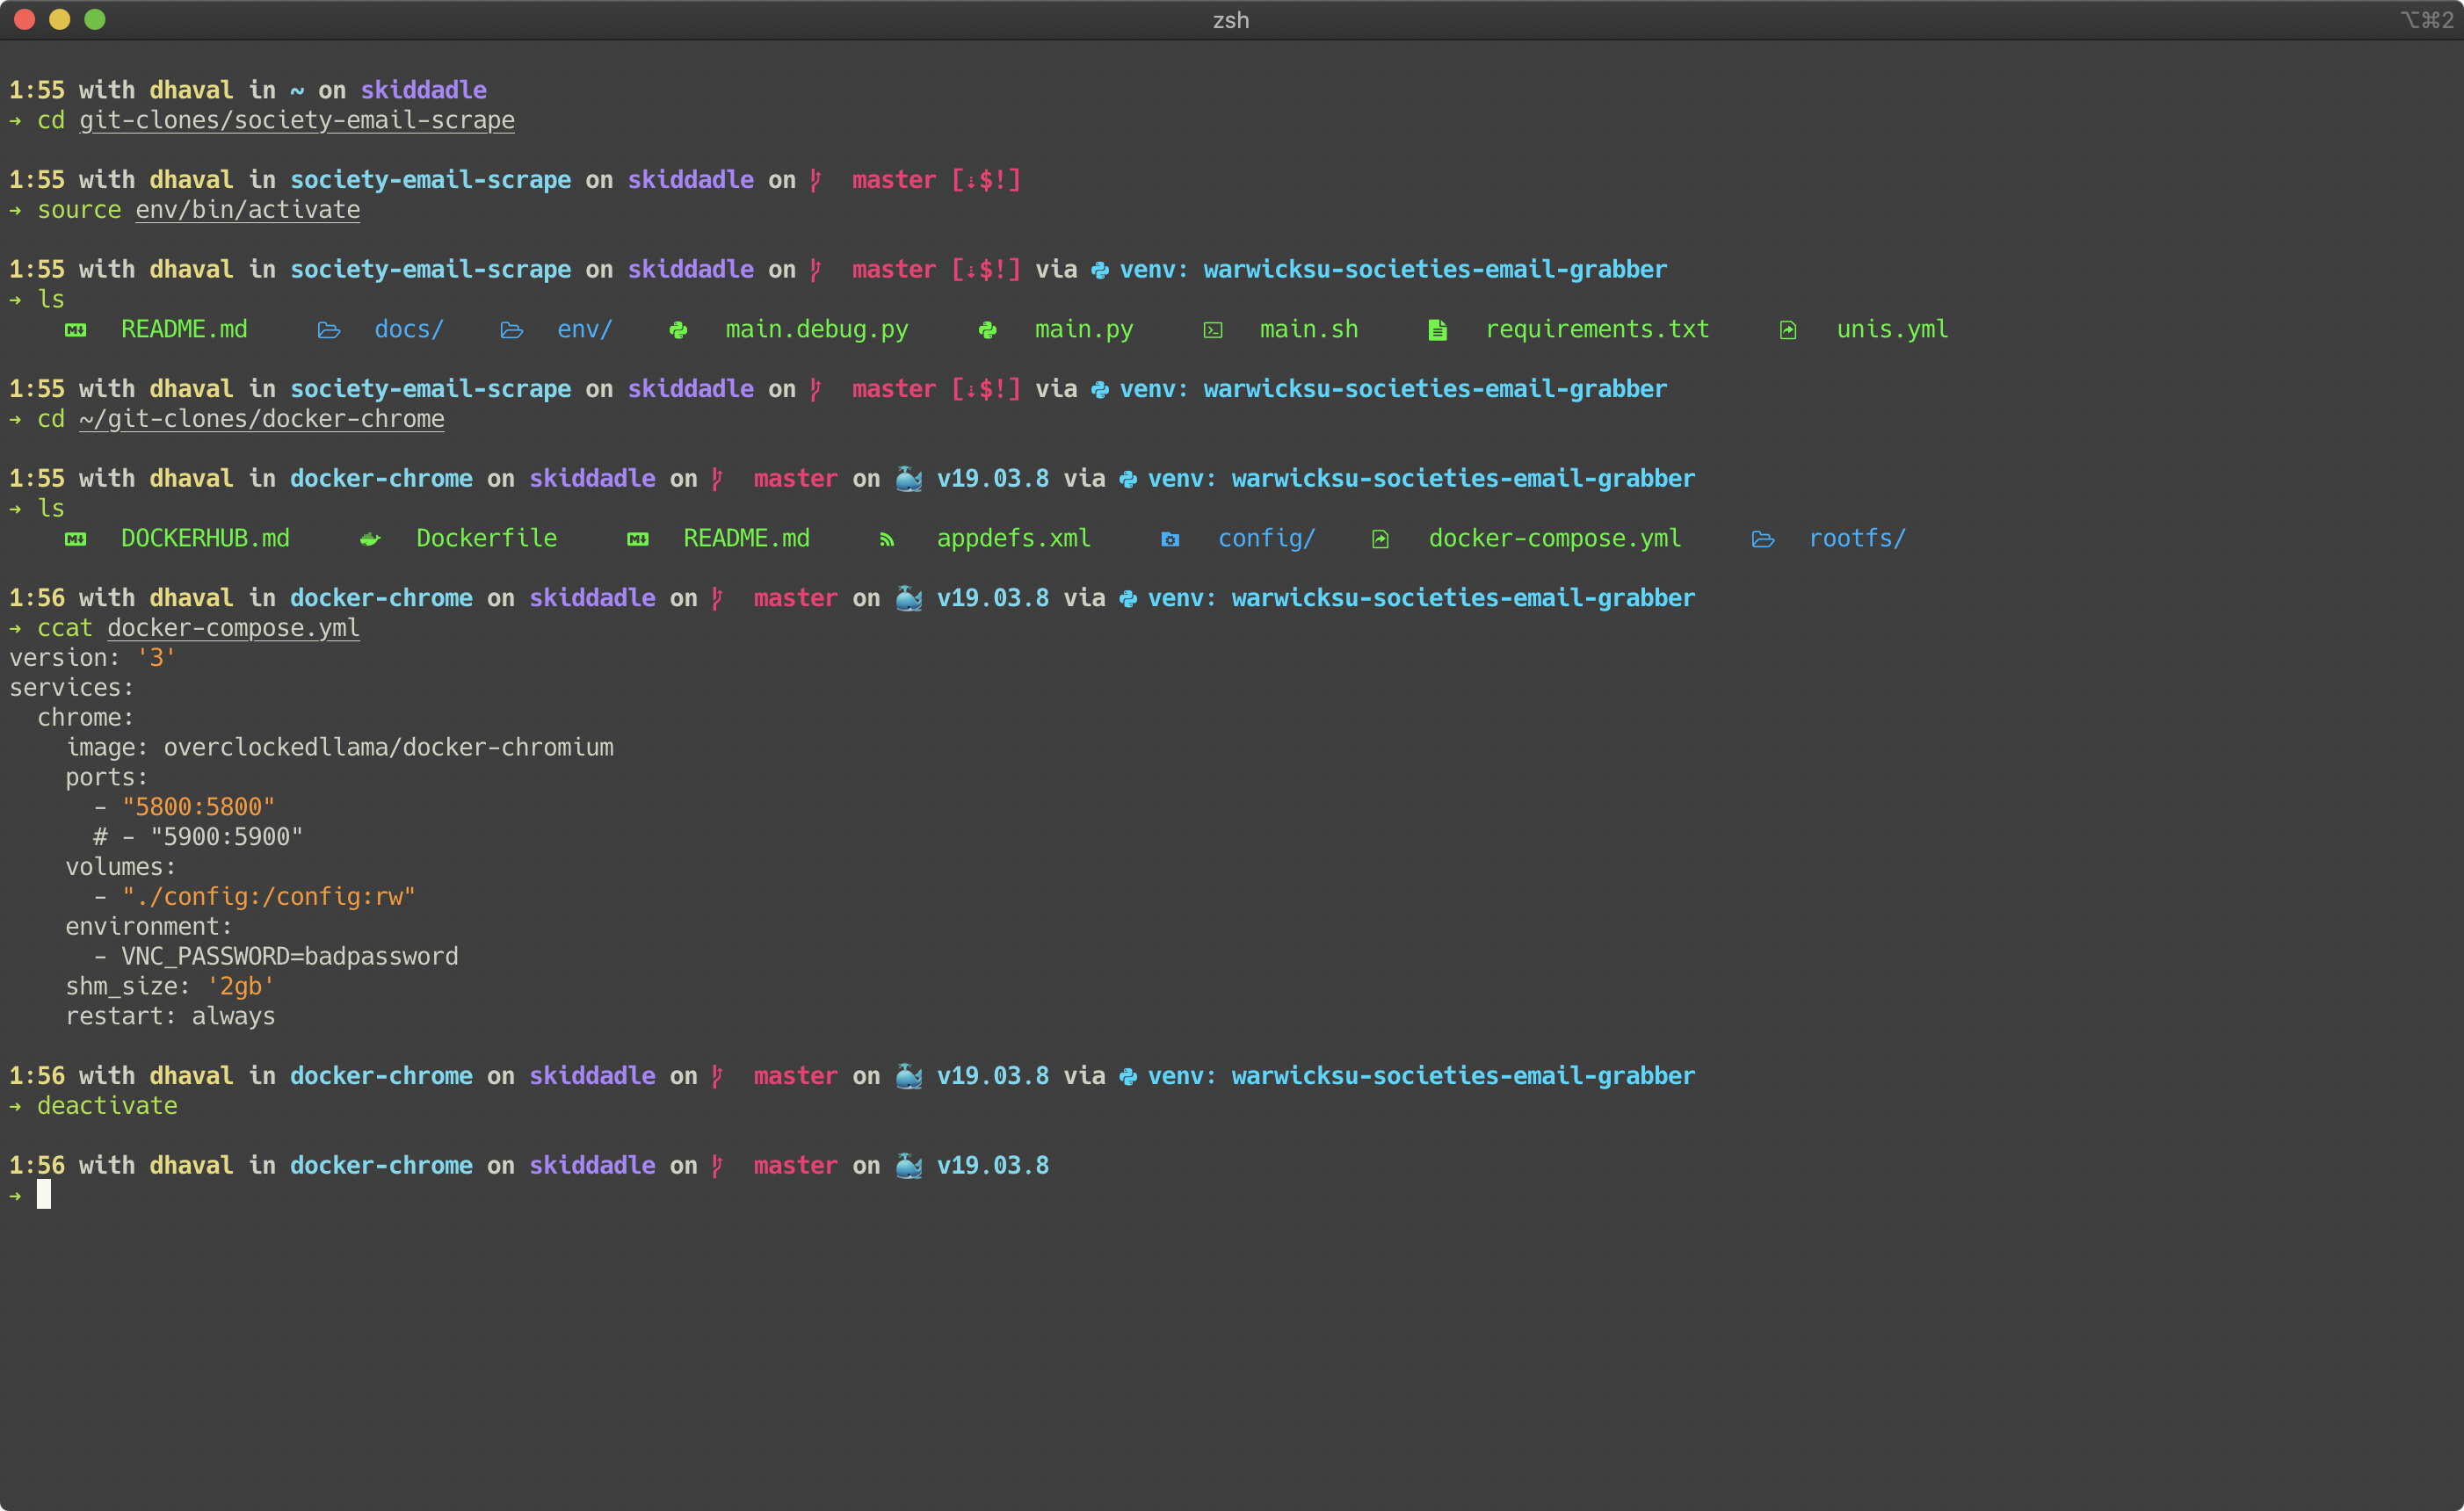 zsh
⌥⌘2
1:55 with dhaval in ~ on skiddadle
→ cd git-clones/society-email-scrape
1:55 with dhaval in society-email-scrape on skiddadle on master [⇣$!]
→ source env/bin/activate
1:55 with dhaval in society-email-scrape on skiddadle on master [⇣$!] via venv: warwicksu-societies-email-grabber
→ ls
README.md docs/ env/ main.debug.py main.py main.sh requirements.txt unis.yml
1:55 with dhaval in society-email-scrape on skiddadle on master [⇣$!] via venv: warwicksu-societies-email-grabber
→ cd ~/git-clones/docker-chrome
1:55 with dhaval in docker-chrome on skiddadle on master on 🐳 v19.03.8 via venv: warwicksu-societies-email-grabber
→ ls
DOCKERHUB.md Dockerfile README.md appdefs.xml config/ docker-compose.yml rootfs/
1:56 with dhaval in docker-chrome on skiddadle on master on 🐳 v19.03.8 via venv: warwicksu-societies-email-grabber
→ ccat docker-compose.yml
version: '3'
services:
  chrome:
    image: overclockedllama/docker-chromium
    ports:
      - "5800:5800"
      # - "5900:5900"
    volumes:
      - "./config:/config:rw"
    environment:
      - VNC_PASSWORD=badpassword
    shm_size: '2gb'
    restart: always
1:56 with dhaval in docker-chrome on skiddadle on master on 🐳 v19.03.8 via venv: warwicksu-societies-email-grabber
→ deactivate
1:56 with dhaval in docker-chrome on skiddadle on master on 🐳 v19.03.8
→